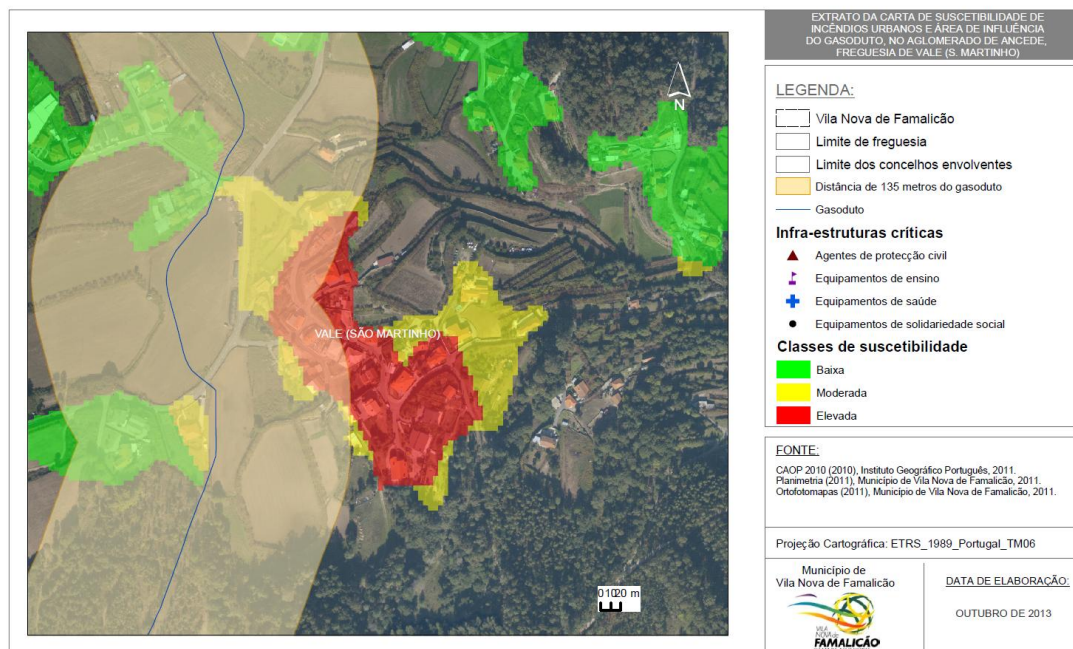 EXTRATO DA CARTA DE SUSCETIBILIDADE DE
INCÊNDIOS URBANOS E ÁREA DE INFLUÊNCIA
DO GASODUTO, NO AGLOMERADO DE ANCEDE,
FREGUESIA DE VALE (S. MARTINHO)
N
VALE (SÃO MARTINHO)
01020 m
LEGENDA:
Vila Nova de Famalicão
Limite de freguesia
Limite dos concelhos envolventes
Distância de 135 metros do gasoduto
Gasoduto
Infra-estruturas críticas
Agentes de protecção civil
Equipamentos de ensino
Equipamentos de saúde
Equipamentos de solidariedade social
Classes de suscetibilidade
Baixa
Moderada
Elevada
FONTE:
CAOP 2010 (2010), Instituto Geográfico Português, 2011.
Planimetria (2011), Município de Vila Nova de Famalicão, 2011.
Ortofotomapas (2011), Município de Vila Nova de Famalicão, 2011.
Projeção Cartográfica: ETRS_1989_Portugal_TM06
Município de
Vila Nova de Famalicão
VILA
NOVA de
FAMALICÃO
DATA DE ELABORAÇÃO:
OUTUBRO DE 2013